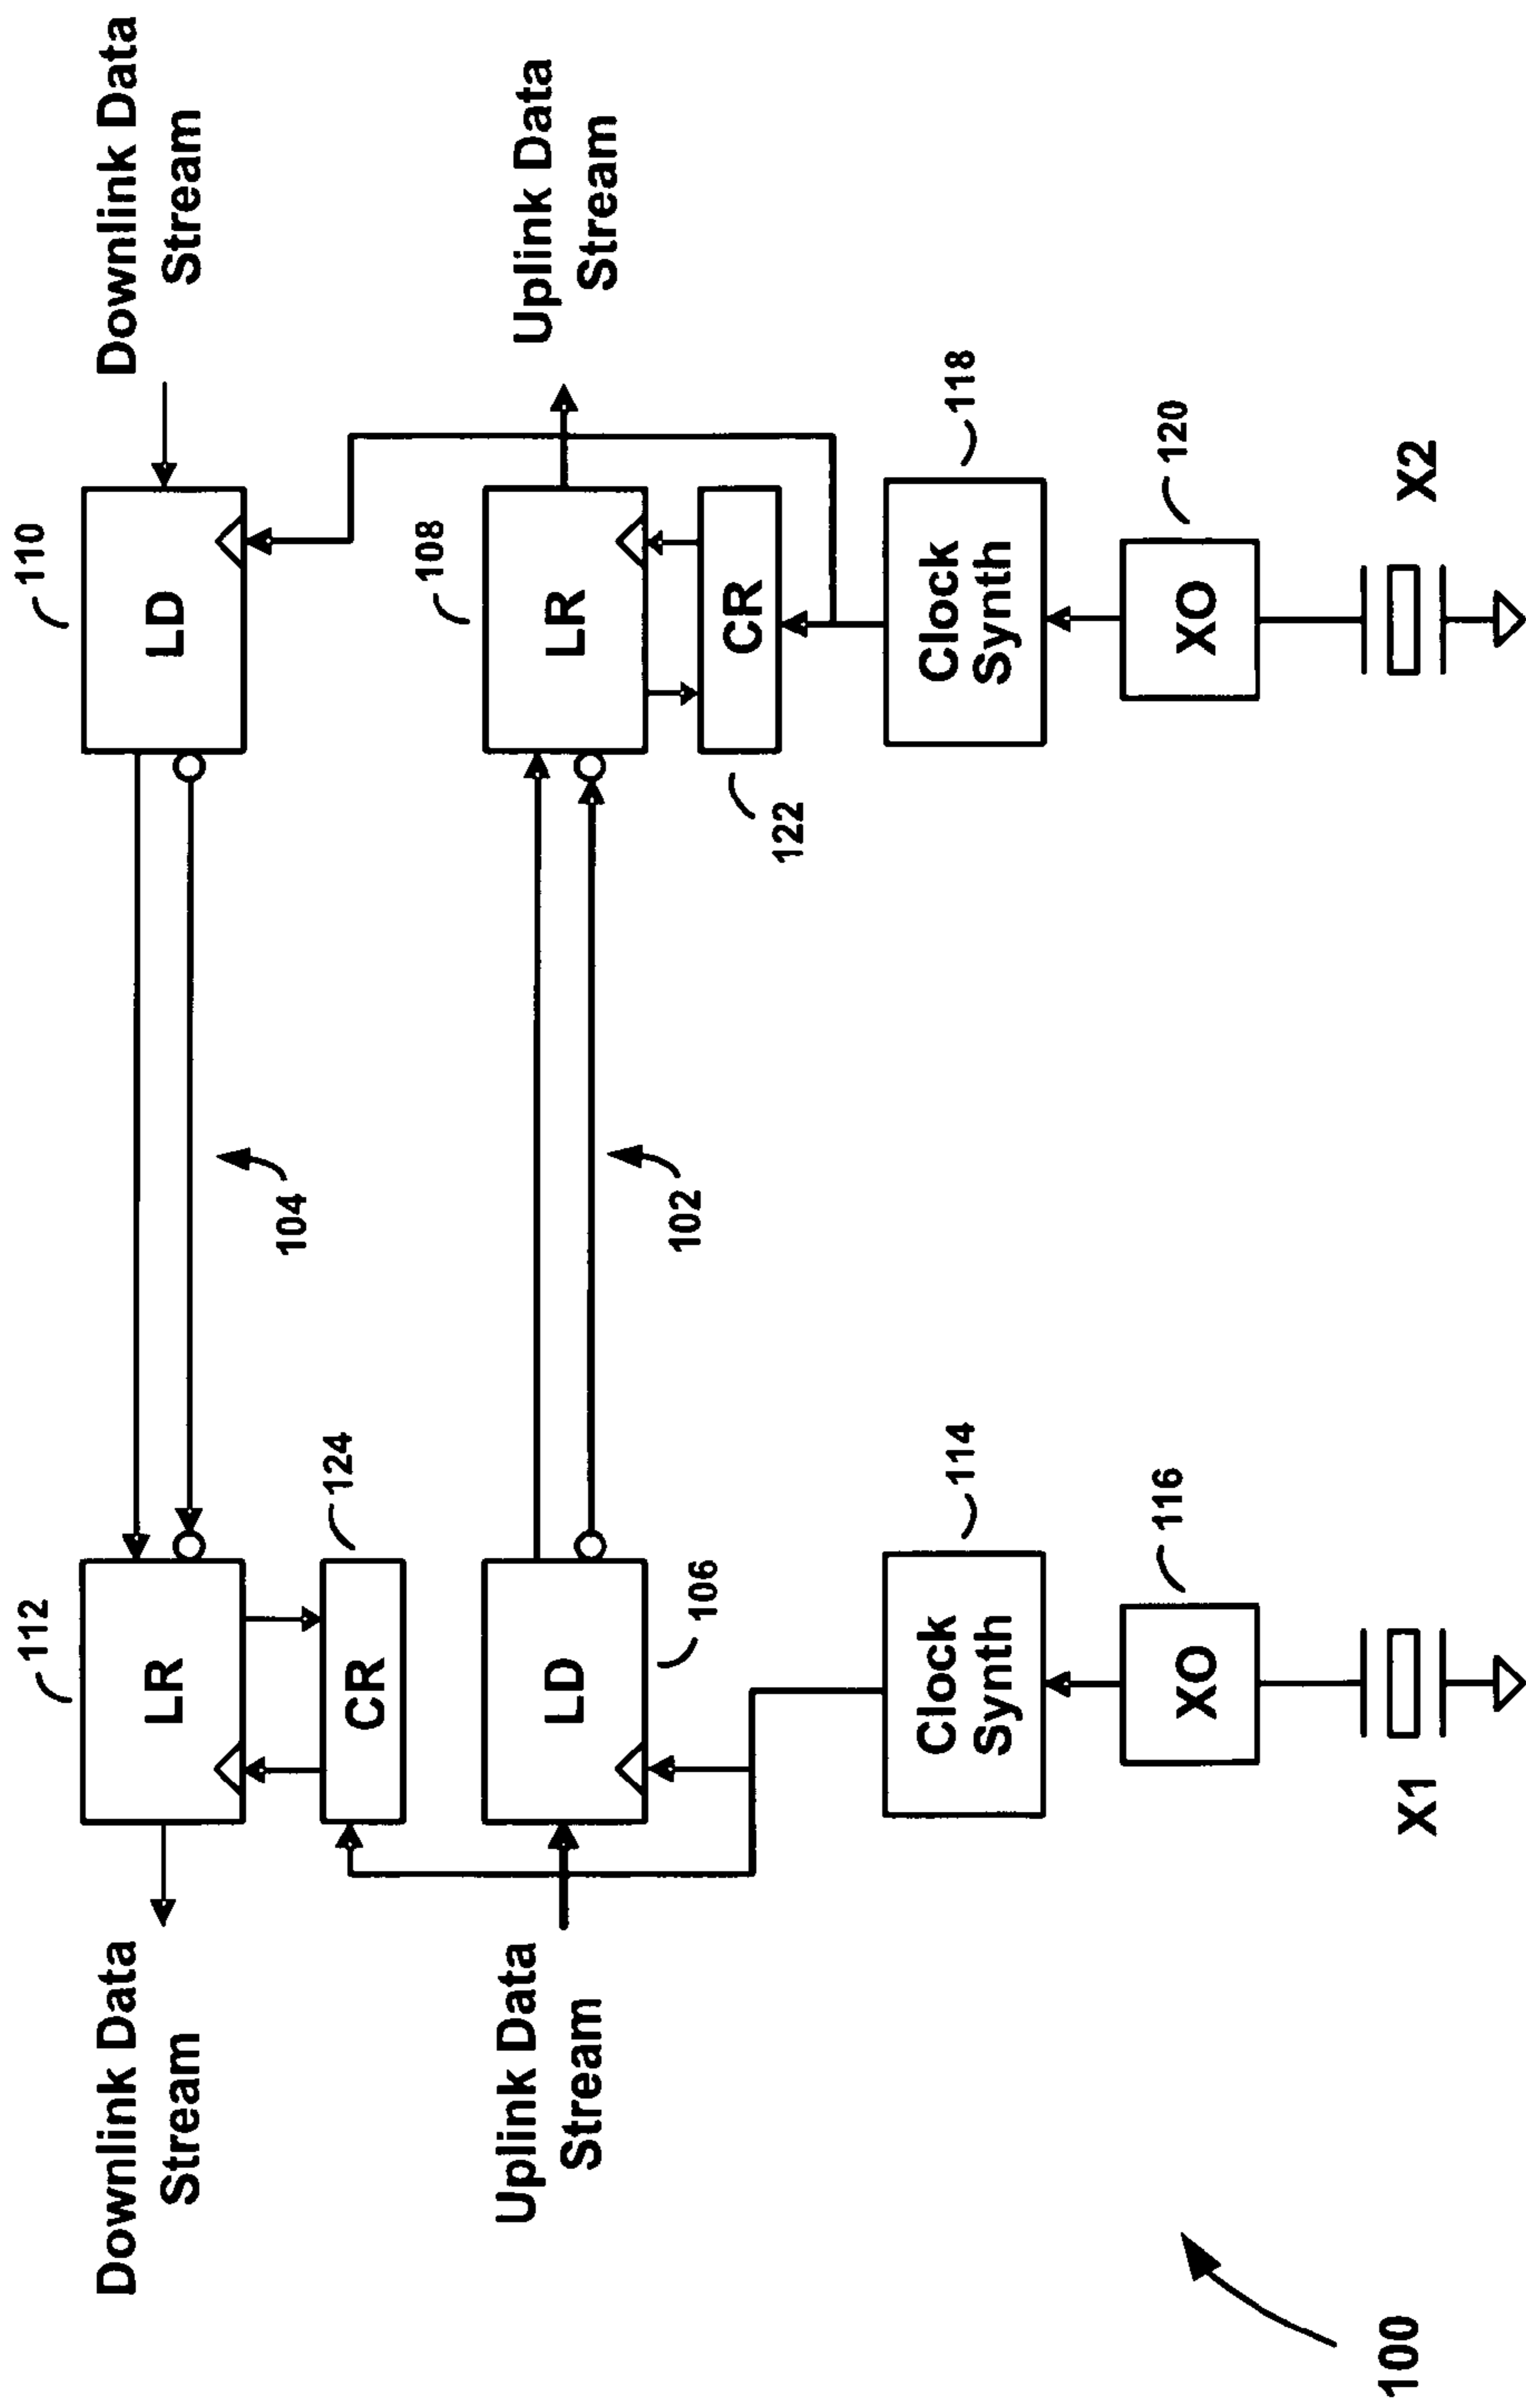 Downlink Data
Stream
112
LR
124
CR
104
110
LD
Downlink Data
Stream
Uplink Data
Stream
LD
106
102
108
LR
CR
122
Uplink Data
Stream
Clock
Synth
114
Clock
Synth
118
XO
116
XO
120
X1
X2
100